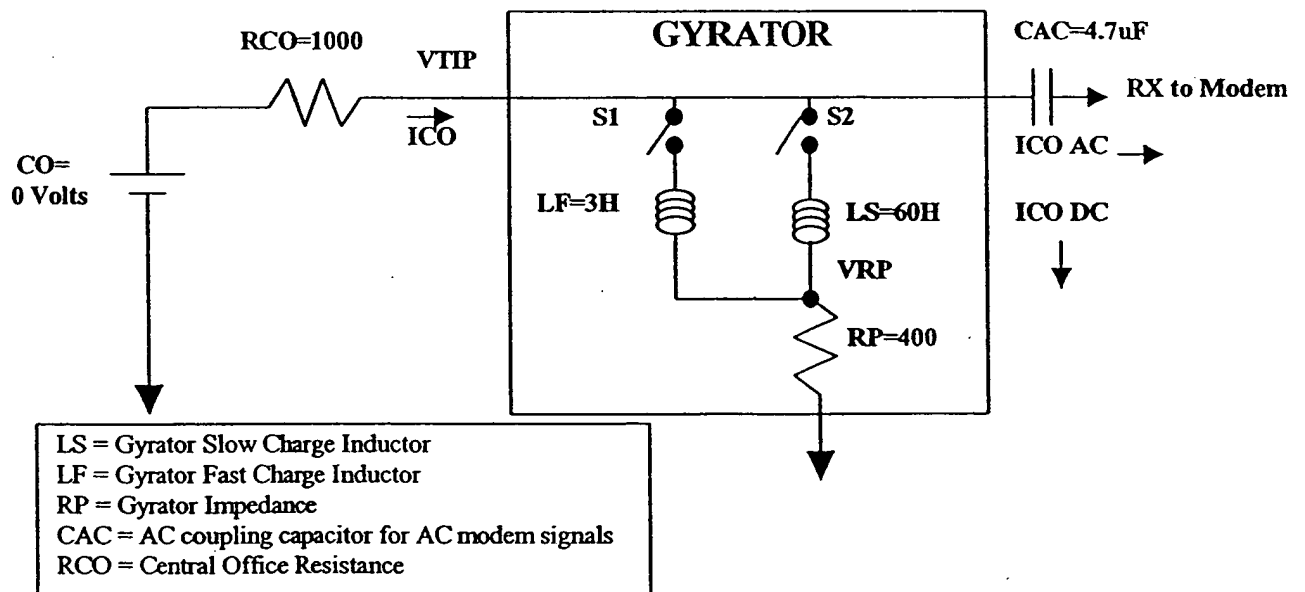 GYRATOR
RCO=1000
CAC=4.7uF
VTIP
RX to Modem
S1
S2
ICO
ICO AC
CO=
0 Volts
LF=3H
LS=60H
ICO DC
VRP
RP=400
LS = Gyrator Slow Charge Inductor
LF = Gyrator Fast Charge Inductor
RP = Gyrator Impedance
CAC = AC coupling capacitor for AC modem signals
RCO = Central Office Resistance